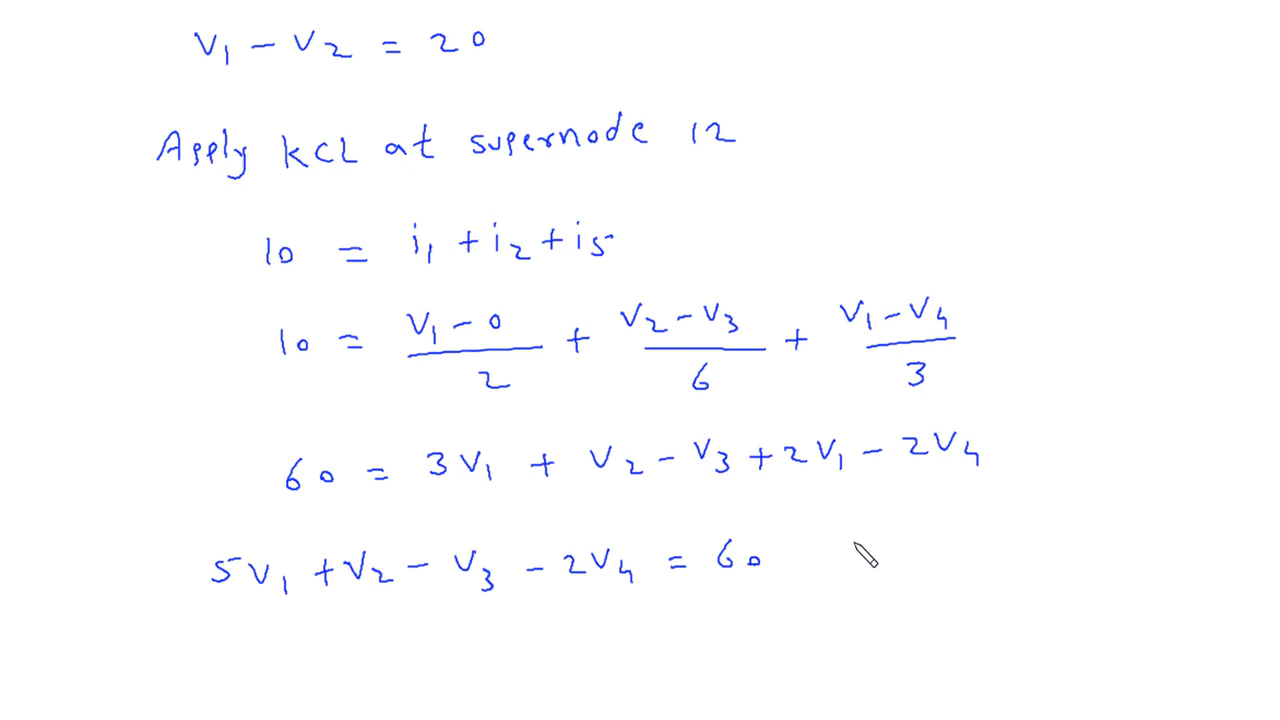 V₁ - V₂ = 20
Apply KCL at supernode 12
10 = i₁ + i₂ + i₅
10 = (V₁ - 0)/2 + (V₂ - V₃)/6 + (V₁ - V₄)/3
60 = 3V₁ + V₂ - V₃ + 2V₁ - 2V₄
5V₁ + V₂ - V₃ - 2V₄ = 60